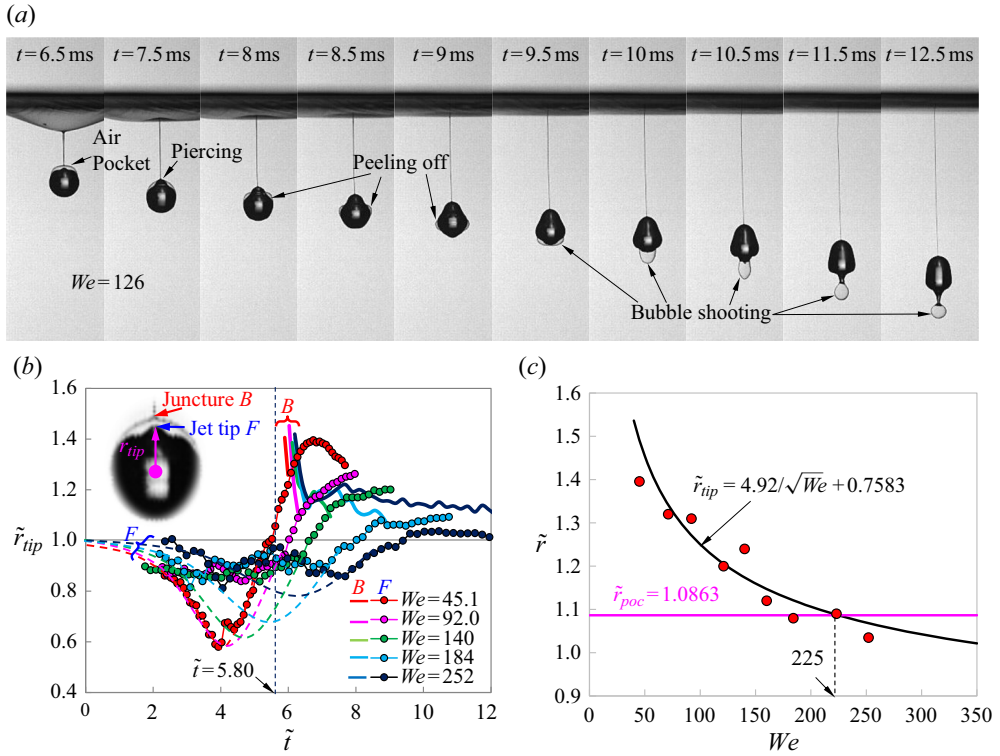 (a)
t = 6.5 ms t = 7.5 ms t = 8 ms t = 8.5 ms t = 9 ms t = 9.5 ms t = 10 ms t = 10.5 ms t = 11.5 ms t = 12.5 ms
Air
Pocket
Piercing
Peeling off
We = 126
Bubble shooting
(b)
1.6
1.4
1.2
1.0
0.8
0.6
0.4
r̃tip
0 2 4 6 8 10 12
t̃
Juncture B
Jet tip F
rtip
B
F
B F
We = 45.1
We = 92.0
We = 140
We = 184
We = 252
t̃ = 5.80
(c)
1.6
1.5
1.4
1.3
1.2
1.1
1.0
0.9
r̃
r̃tip = 4.92/√We + 0.7583
r̃poc = 1.0863
225
0 50 100 150 200 250 300 350
We